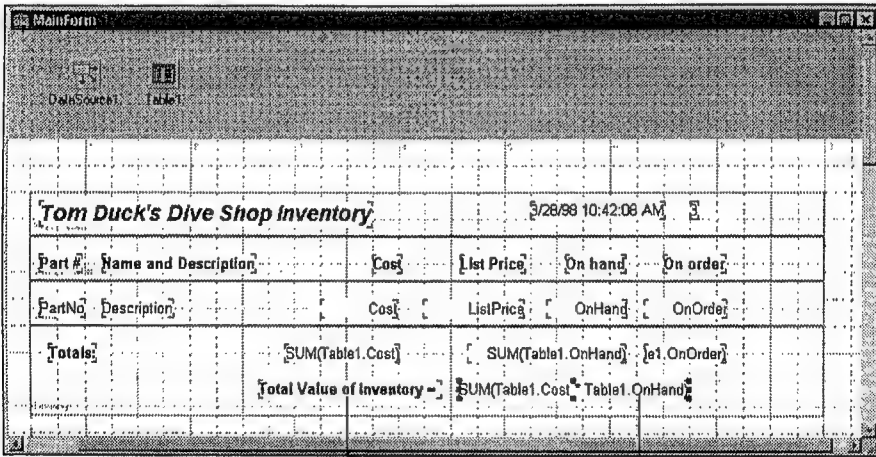 MainForm
DataSource1 Table1
Tom Duck's Dive Shop Inventory 3/28/98 10:42:08 AM 3
Part # Name and Description Cost List Price On hand On order
PartNo Description Cost ListPrice OnHand OnOrder
Totals: SUM(Table1.Cost) SUM(Table1.OnHand) e1.OnOrder)
Total Value of Inventory = SUM(Table1.Cost * Table1.OnHand)